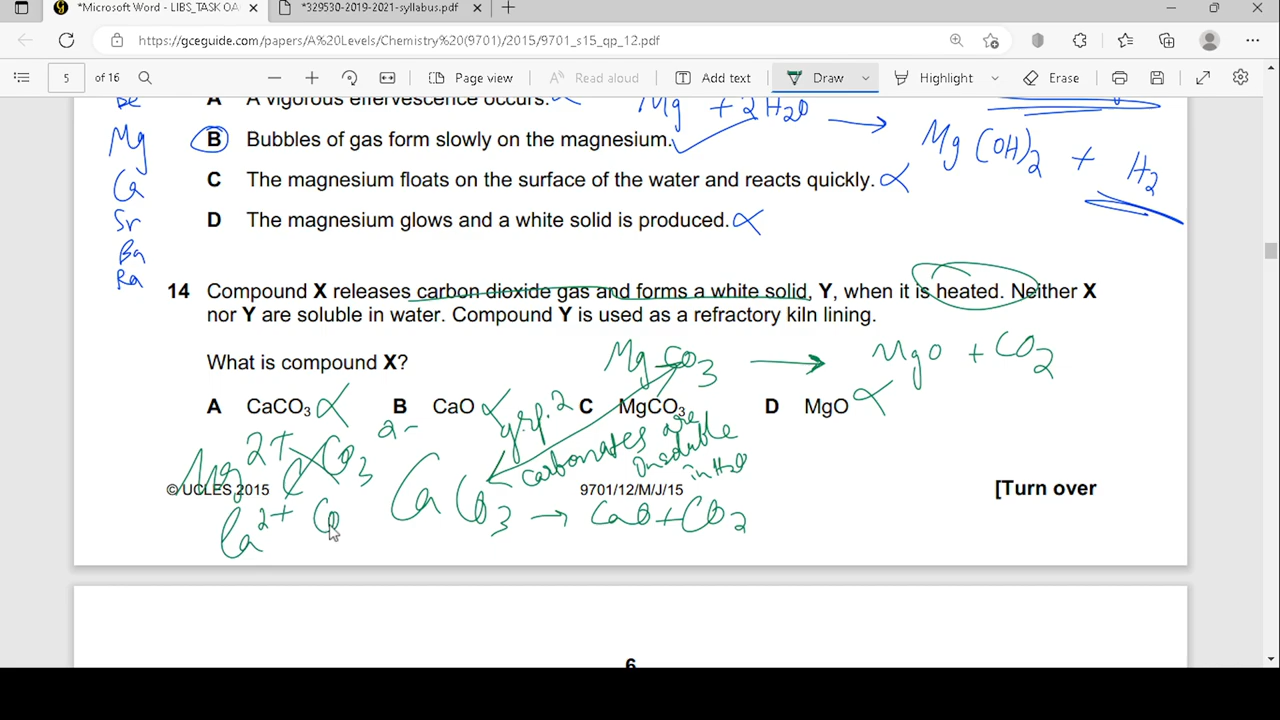 *Microsoft Word - LIBS_TASK OA
*329530-2019-2021-syllabus.pdf
https://gceguide.com/papers/A%20Levels/Chemistry%20(9701)/2015/9701_s15_qp_12.pdf
5 of 16
Page view
Read aloud
Add text
Draw
Highlight
Erase
Be
A A vigorous effervescence occurs.
Mg + 2H2O → Mg(OH)2 + H2
Mg
B Bubbles of gas form slowly on the magnesium.
Ca
C The magnesium floats on the surface of the water and reacts quickly.
Sr
D The magnesium glows and a white solid is produced.
Ba
Ra
14 Compound X releases carbon dioxide gas and forms a white solid, Y, when it is heated. Neither X
nor Y are soluble in water. Compound Y is used as a refractory kiln lining.
What is compound X?
MgCO3 → MgO + CO2
A CaCO3 B CaO C MgCO3 D MgO
grp.2
carbonates are
insoluble
in H2O
Mg2+ CO3 2-
© UCLES 2015 9701/12/M/J/15 [Turn over
CaCO3 → CaO + CO2
Ca2+ CO
6